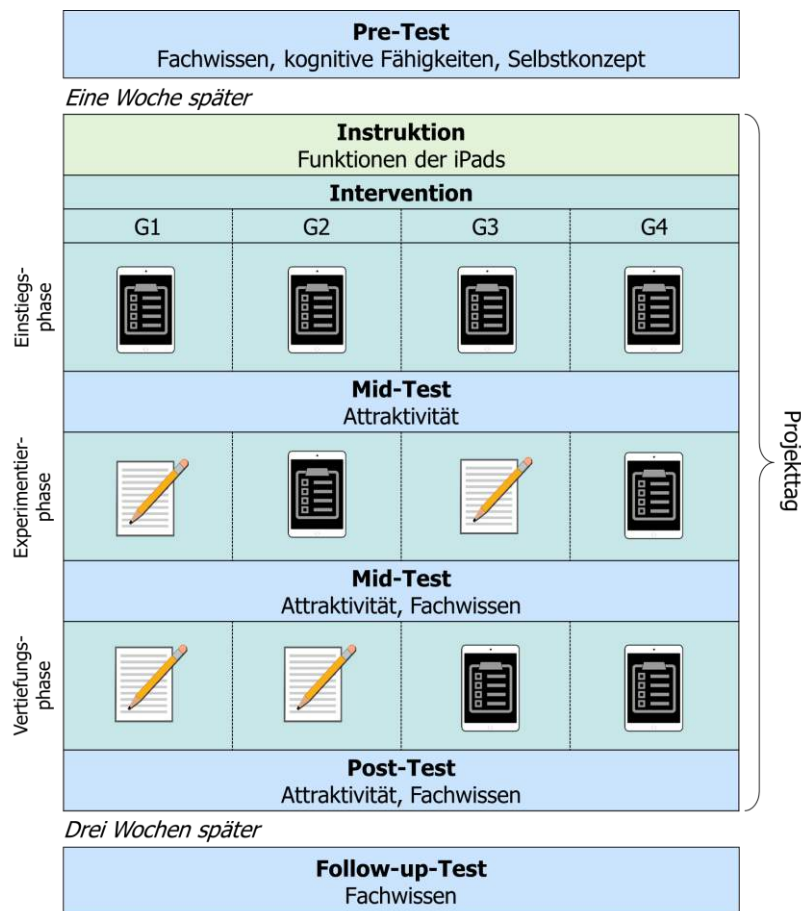 Pre-Test
Fachwissen, kognitive Fähigkeiten, Selbstkonzept
Eine Woche später
Instruktion
Funktionen der iPads
Intervention
G1 G2 G3 G4
Einstiegs-
phase
Mid-Test
Attraktivität
Experimentier-
phase
Mid-Test
Attraktivität, Fachwissen
Vertiefungs-
phase
Post-Test
Attraktivität, Fachwissen
Projekttag
Drei Wochen später
Follow-up-Test
Fachwissen